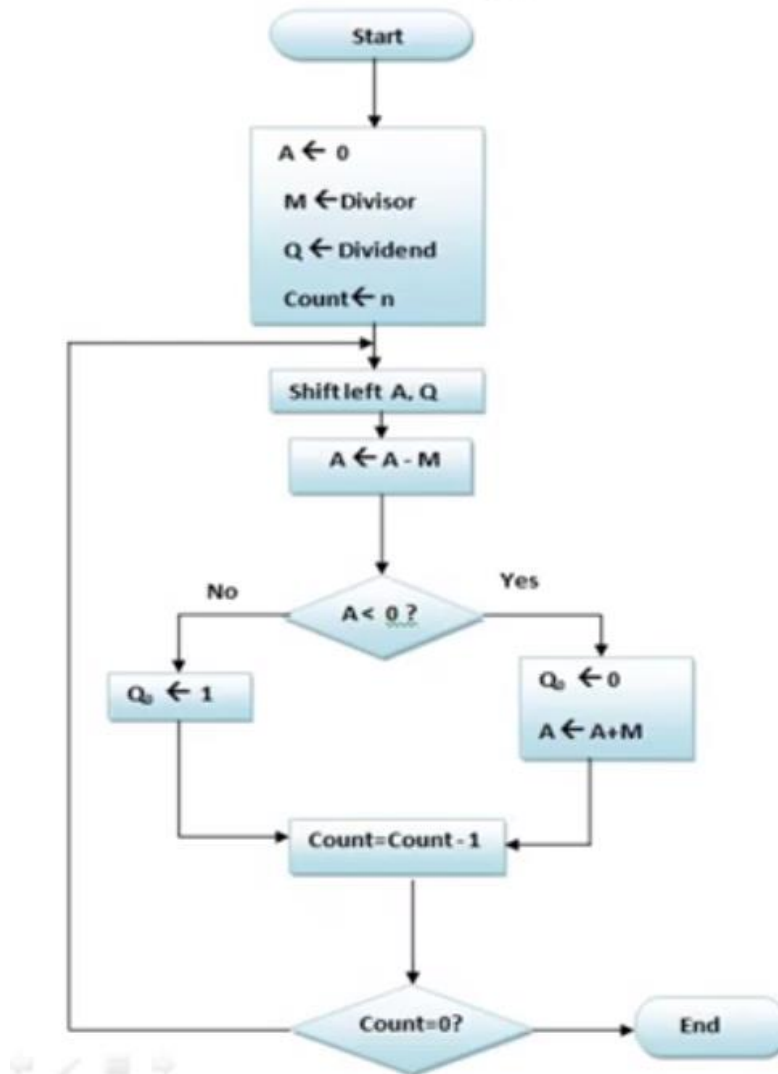 Start
A ← 0
M ←Divisor
Q ← Dividend
Count← n
Shift left A, Q
A ← A - M
A < 0 ?
No
Yes
Q₀ ← 1
Q₀ ← 0
A ← A+M
Count=Count - 1
Count=0?
End